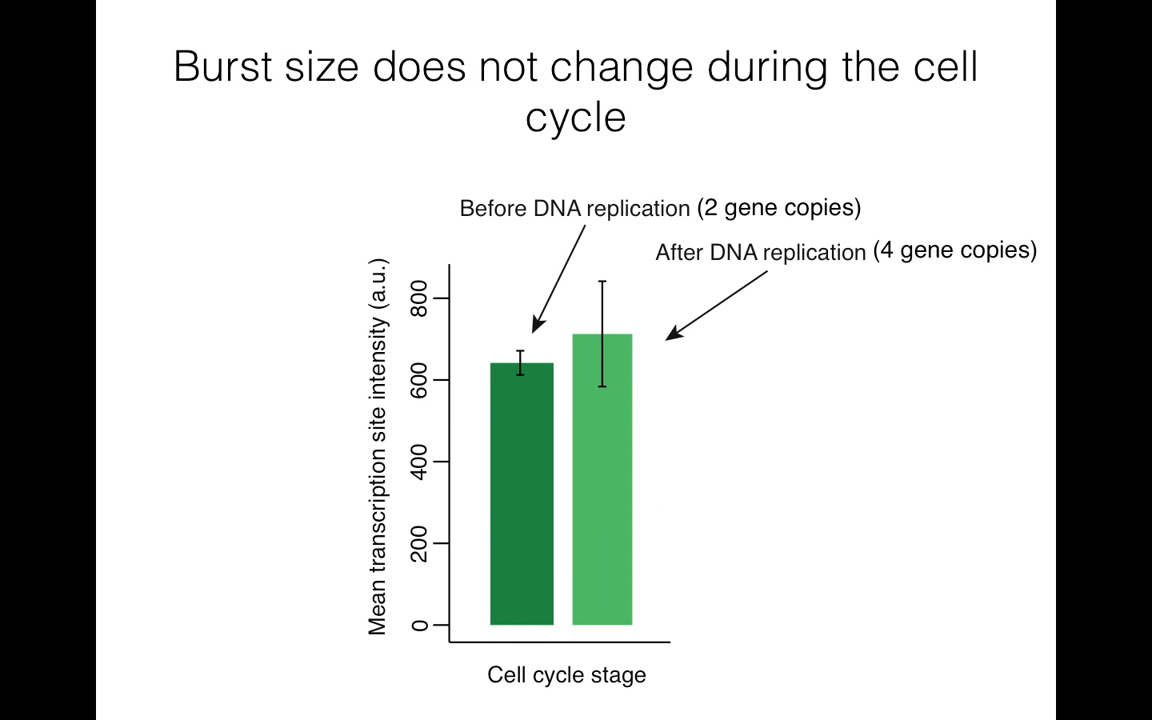 Burst size does not change during the cell
cycle
Before DNA replication (2 gene copies)
After DNA replication (4 gene copies)
Mean transcription site intensity (a.u.)
800
600
400
200
0
Cell cycle stage